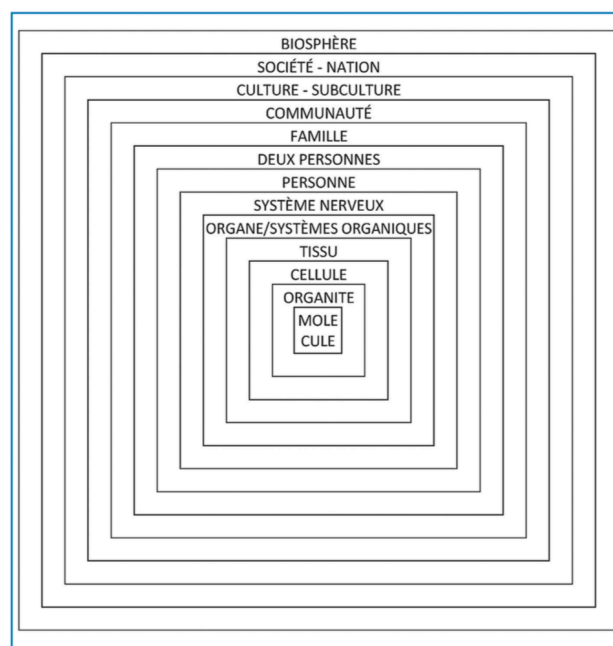 BIOSPHÈRE
SOCIÉTÉ - NATION
CULTURE - SUBCULTURE
COMMUNAUTÉ
FAMILLE
DEUX PERSONNES
PERSONNE
SYSTÈME NERVEUX
ORGANE/SYSTÈMES ORGANIQUES
TISSU
CELLULE
ORGANITE
MOLE
CULE